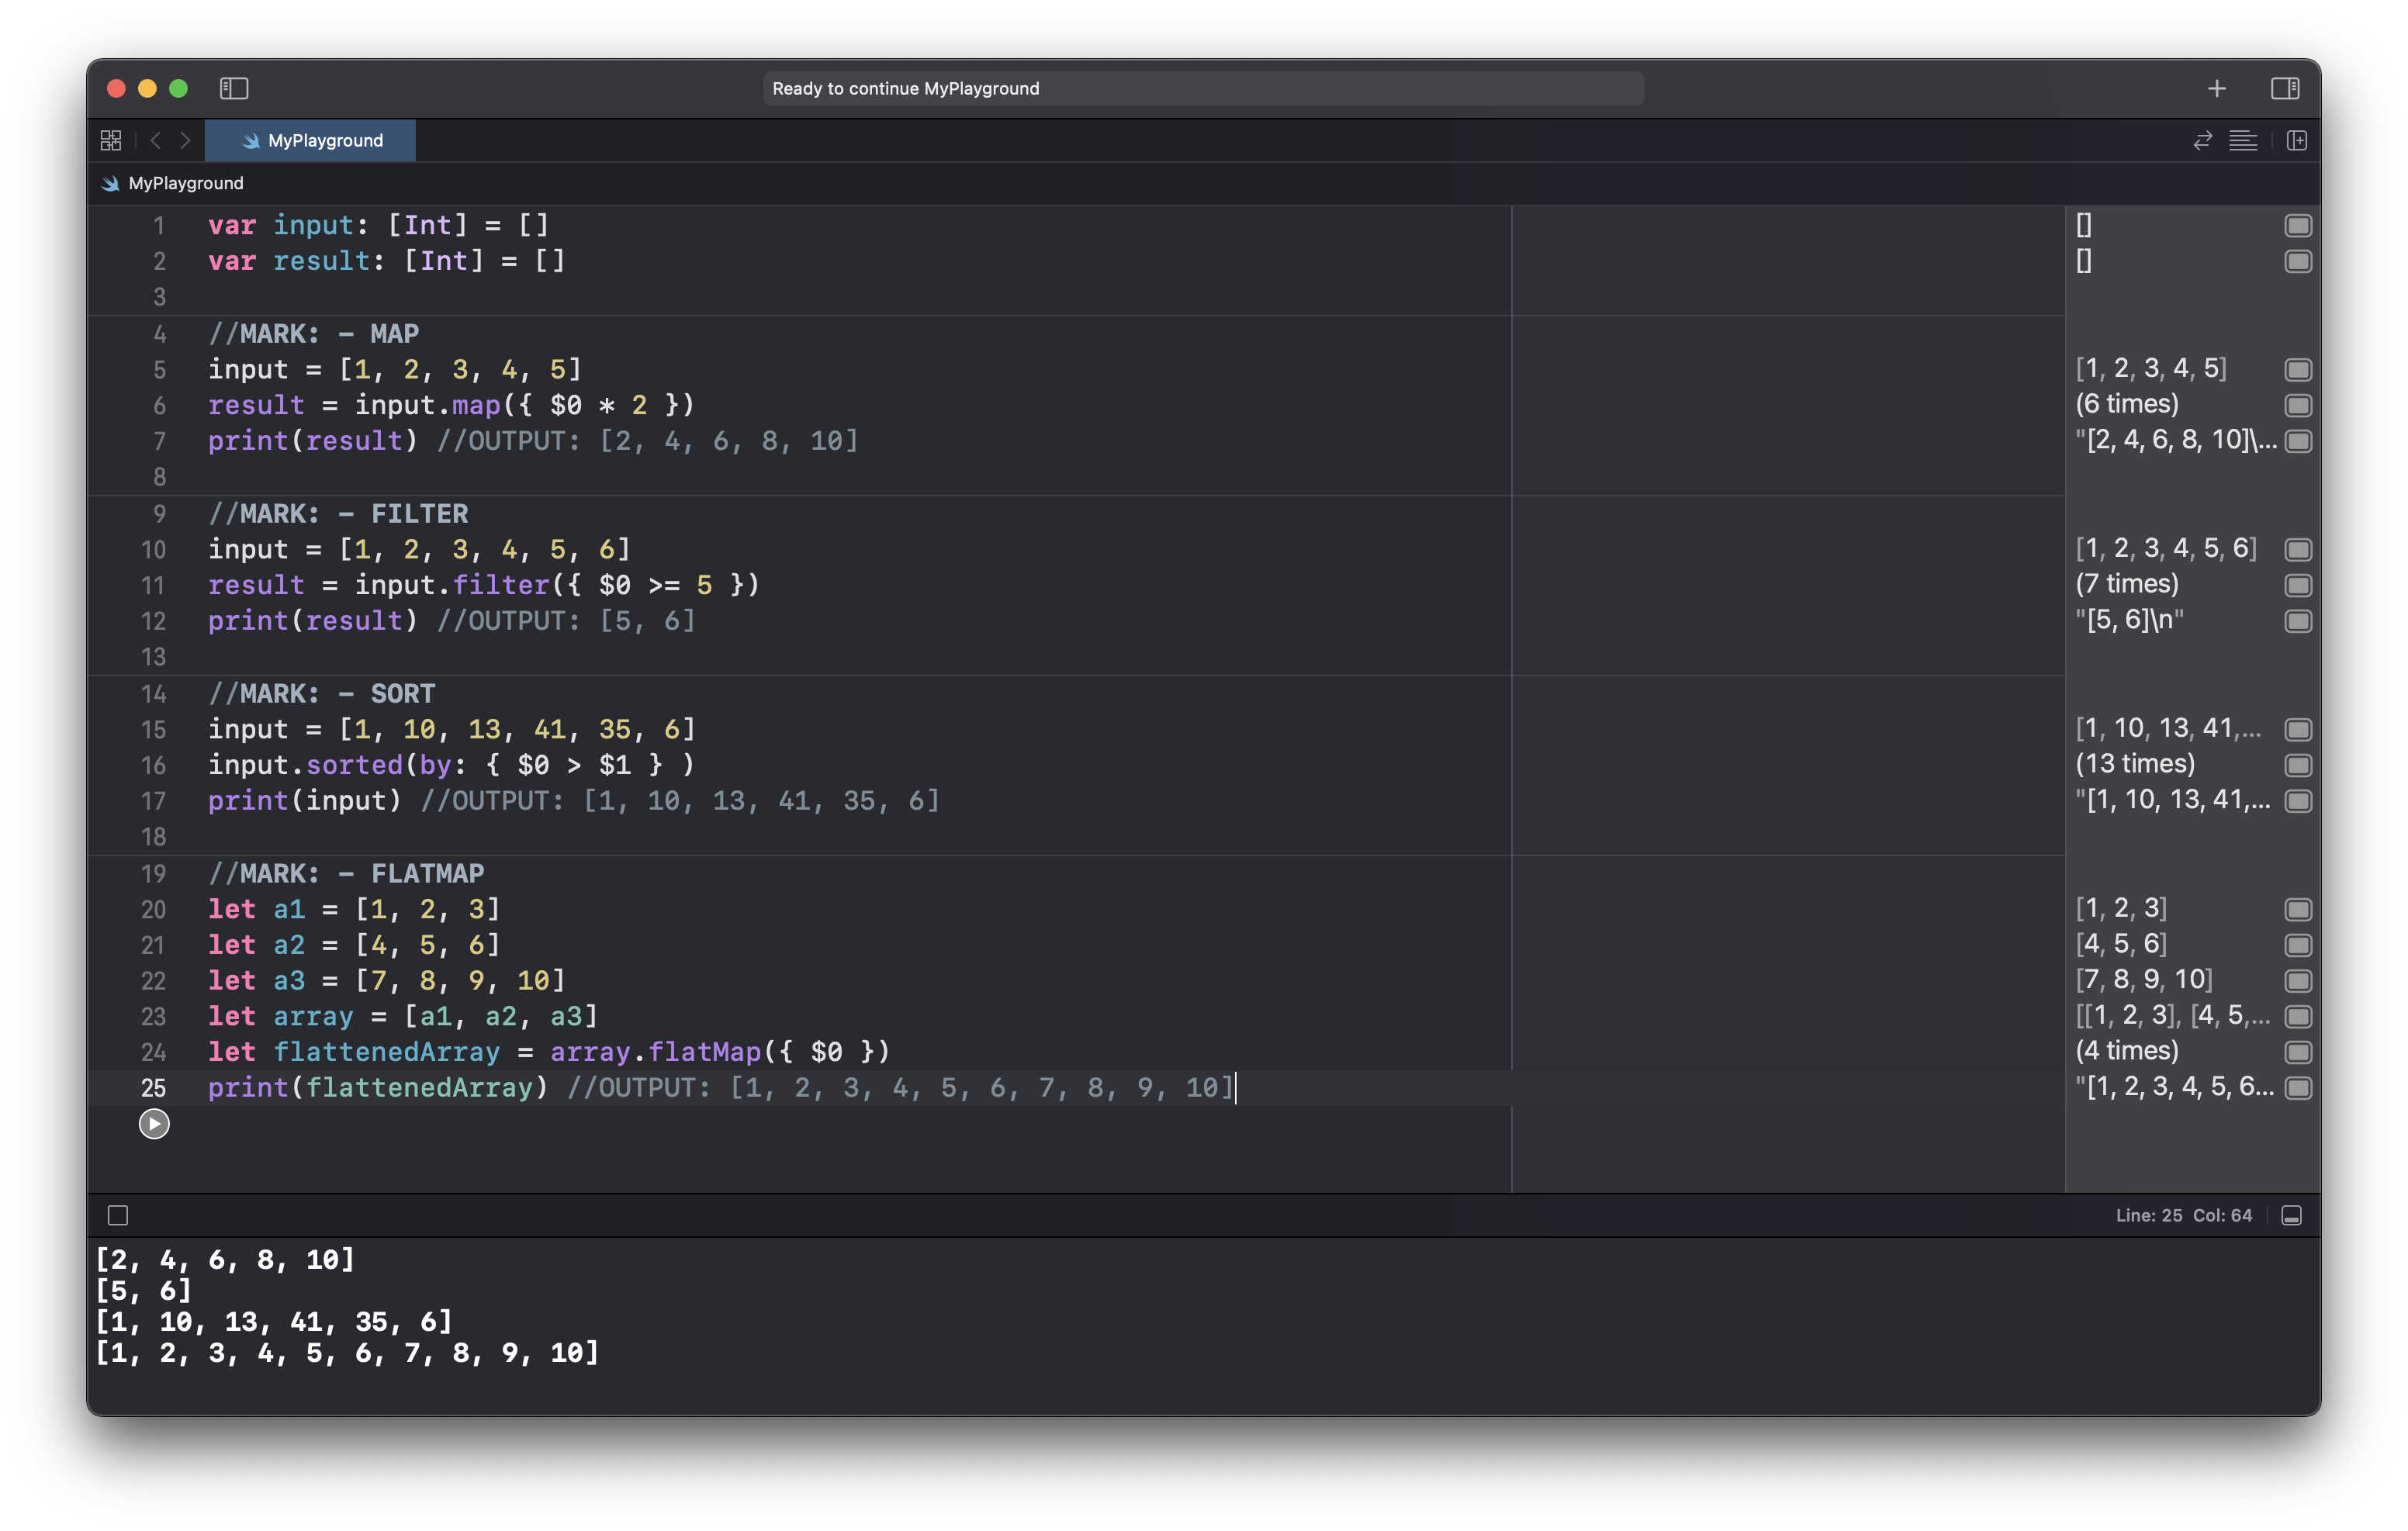 Ready to continue MyPlayground
MyPlayground
MyPlayground
1 var input: [Int] = [] []
2 var result: [Int] = [] []
3
4 //MARK: - MAP
5 input = [1, 2, 3, 4, 5] [1, 2, 3, 4, 5]
6 result = input.map({ $0 * 2 }) (6 times)
7 print(result) //OUTPUT: [2, 4, 6, 8, 10] "[2, 4, 6, 8, 10]\...
8
9 //MARK: - FILTER
10 input = [1, 2, 3, 4, 5, 6] [1, 2, 3, 4, 5, 6]
11 result = input.filter({ $0 >= 5 }) (7 times)
12 print(result) //OUTPUT: [5, 6] "[5, 6]\n"
13
14 //MARK: - SORT
15 input = [1, 10, 13, 41, 35, 6] [1, 10, 13, 41,...
16 input.sorted(by: { $0 > $1 } ) (13 times)
17 print(input) //OUTPUT: [1, 10, 13, 41, 35, 6] "[1, 10, 13, 41,...
18
19 //MARK: - FLATMAP
20 let a1 = [1, 2, 3] [1, 2, 3]
21 let a2 = [4, 5, 6] [4, 5, 6]
22 let a3 = [7, 8, 9, 10] [7, 8, 9, 10]
23 let array = [a1, a2, a3] [[1, 2, 3], [4, 5,...
24 let flattenedArray = array.flatMap({ $0 }) (4 times)
25 print(flattenedArray) //OUTPUT: [1, 2, 3, 4, 5, 6, 7, 8, 9, 10] "[1, 2, 3, 4, 5, 6...
Line: 25 Col: 64
[2, 4, 6, 8, 10]
[5, 6]
[1, 10, 13, 41, 35, 6]
[1, 2, 3, 4, 5, 6, 7, 8, 9, 10]